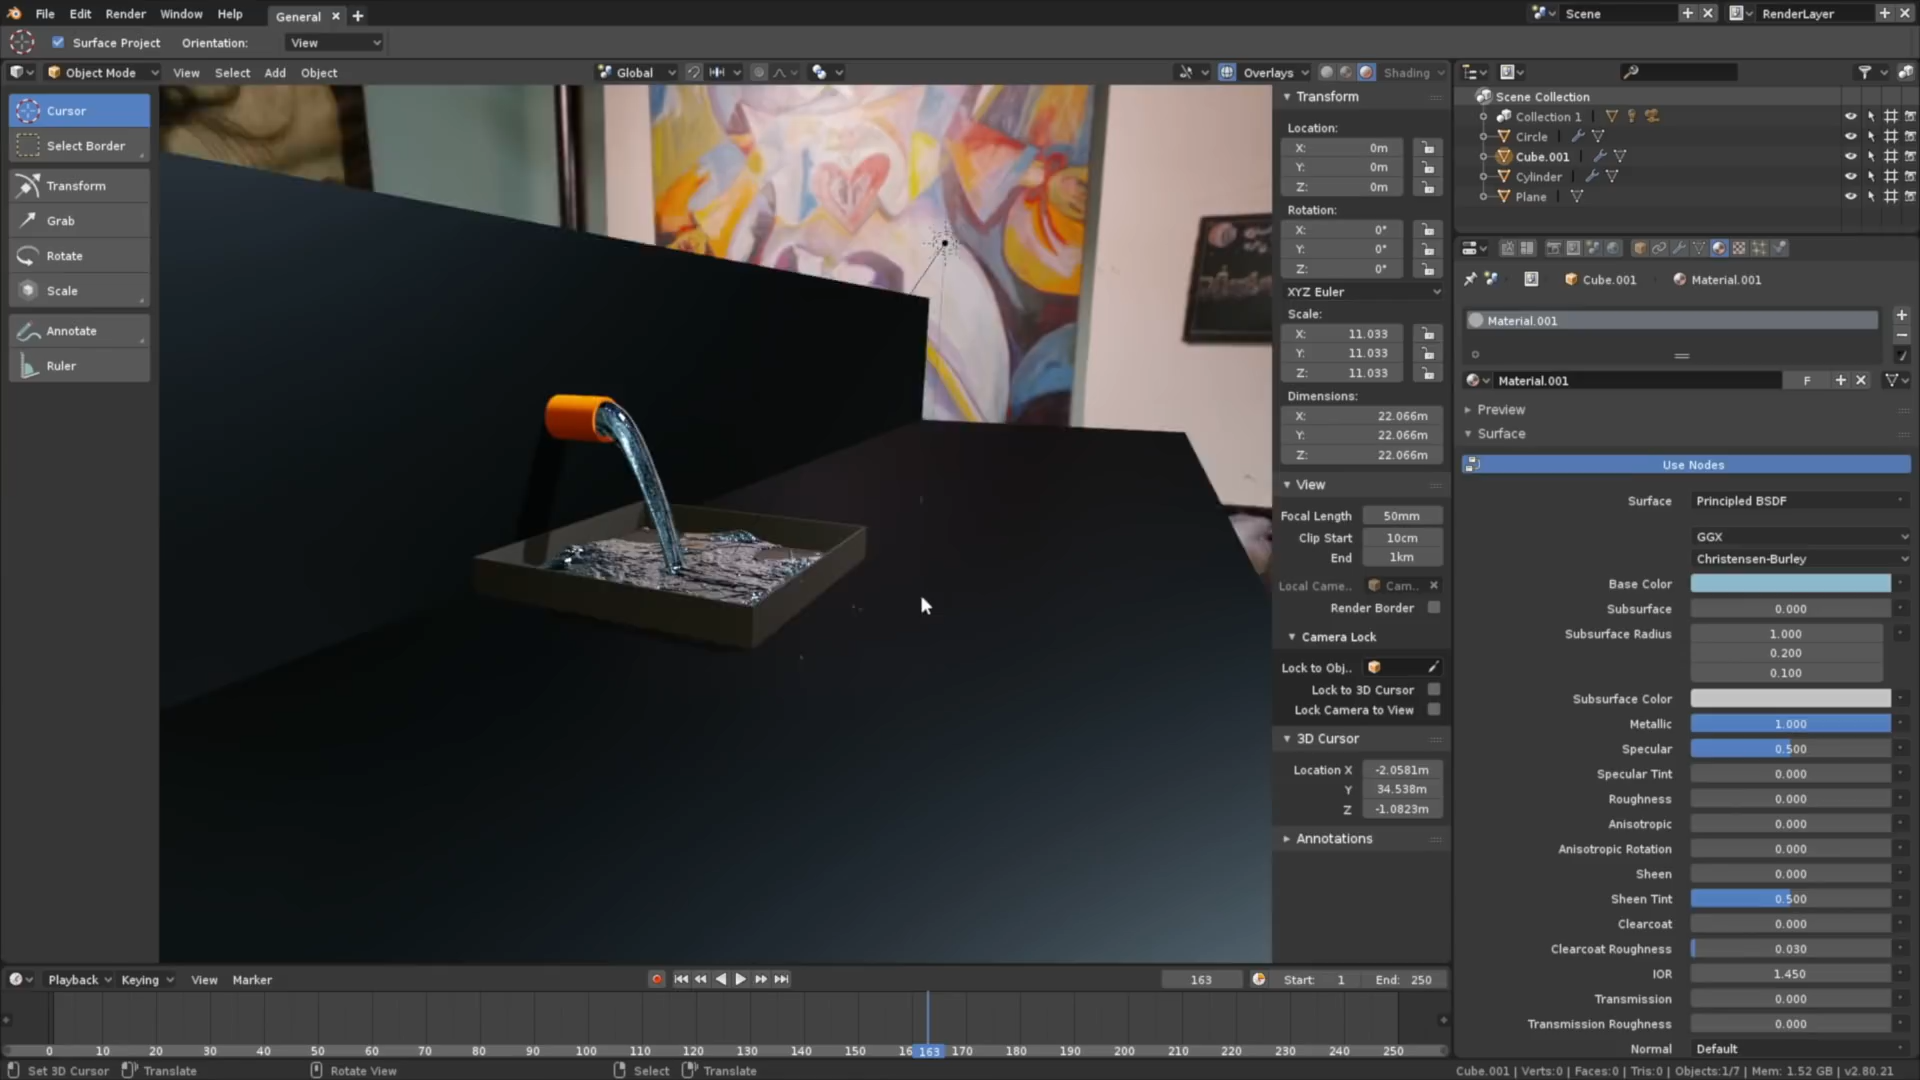 File Edit Render Window Help General Scene RenderLayer
Surface Project Orientation: View
Object Mode View Select Add Object Global Overlays Shading
Cursor
Select Border
Transform
Grab
Rotate
Scale
Annotate
Ruler
Transform
Location:
X: 0m
Y: 0m
Z: 0m
Rotation:
X: 0°
Y: 0°
Z: 0°
XYZ Euler
Scale:
X: 11.033
Y: 11.033
Z: 11.033
Dimensions:
X: 22.066m
Y: 22.066m
Z: 22.066m
View
Focal Length 50mm
Clip Start 10cm
End 1km
Local Came.. Cam..
Render Border
Camera Lock
Lock to Obj..
Lock to 3D Cursor
Lock Camera to View
3D Cursor
Location X -2.0581m
Y 34.538m
Z -1.0823m
Annotations
Scene Collection
Collection 1
Circle
Cube.001
Cylinder
Plane
Cube.001 Material.001
Material.001
Material.001 F
Preview
Surface
Use Nodes
Surface Principled BSDF
GGX
Christensen-Burley
Base Color
Subsurface 0.000
Subsurface Radius 1.000
0.200
0.100
Subsurface Color
Metallic 1.000
Specular 0.500
Specular Tint 0.000
Roughness 0.000
Anisotropic 0.000
Anisotropic Rotation 0.000
Sheen 0.000
Sheen Tint 0.500
Clearcoat 0.000
Clearcoat Roughness 0.030
IOR 1.450
Transmission 0.000
Transmission Roughness 0.000
Normal Default
Playback Keying View Marker 163 Start: 1 End: 250
0 10 20 30 40 50 60 70 80 90 100 110 120 130 140 150 16 163 170 180 190 200 210 220 230 240 250
Set 3D Cursor Translate Rotate View Select Translate
Cube.001 | Verts:0 | Faces:0 | Tris:0 | Objects:1/7 | Mem: 1.52 GB | v2.80.21